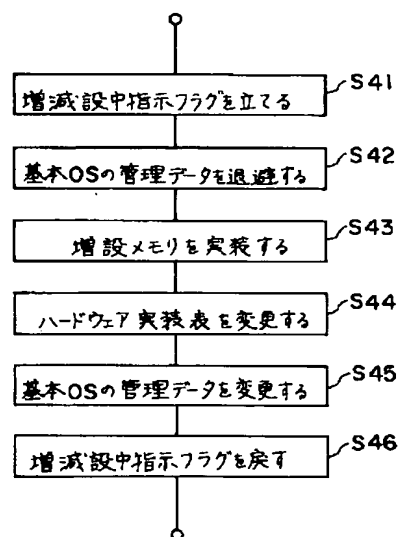 S41
増減設中指示フラグを立てる
S42
基本OSの管理データを退避する
S43
増設メモリを実装する
S44
ハードウェア実装表を変更する
S45
基本OSの管理データを変更する
S46
増減設中指示フラグを戻す